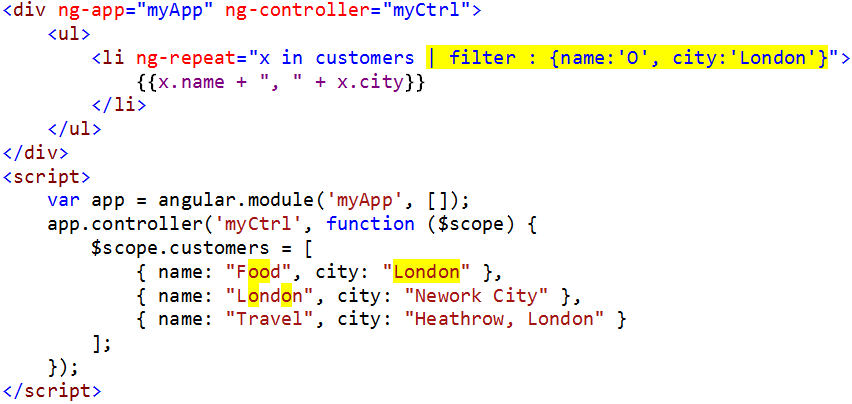 <div ng-app="myApp" ng-controller="myCtrl">
    <ul>
        <li ng-repeat="x in customers | filter : {name:'O', city:'London'}">
            {{x.name + ", " + x.city}}
        </li>
    </ul>
</div>
<script>
    var app = angular.module('myApp', []);
    app.controller('myCtrl', function ($scope) {
        $scope.customers = [
            { name: "Food", city: "London" },
            { name: "London", city: "Nework City" },
            { name: "Travel", city: "Heathrow, London" }
        ];
    });
</script>